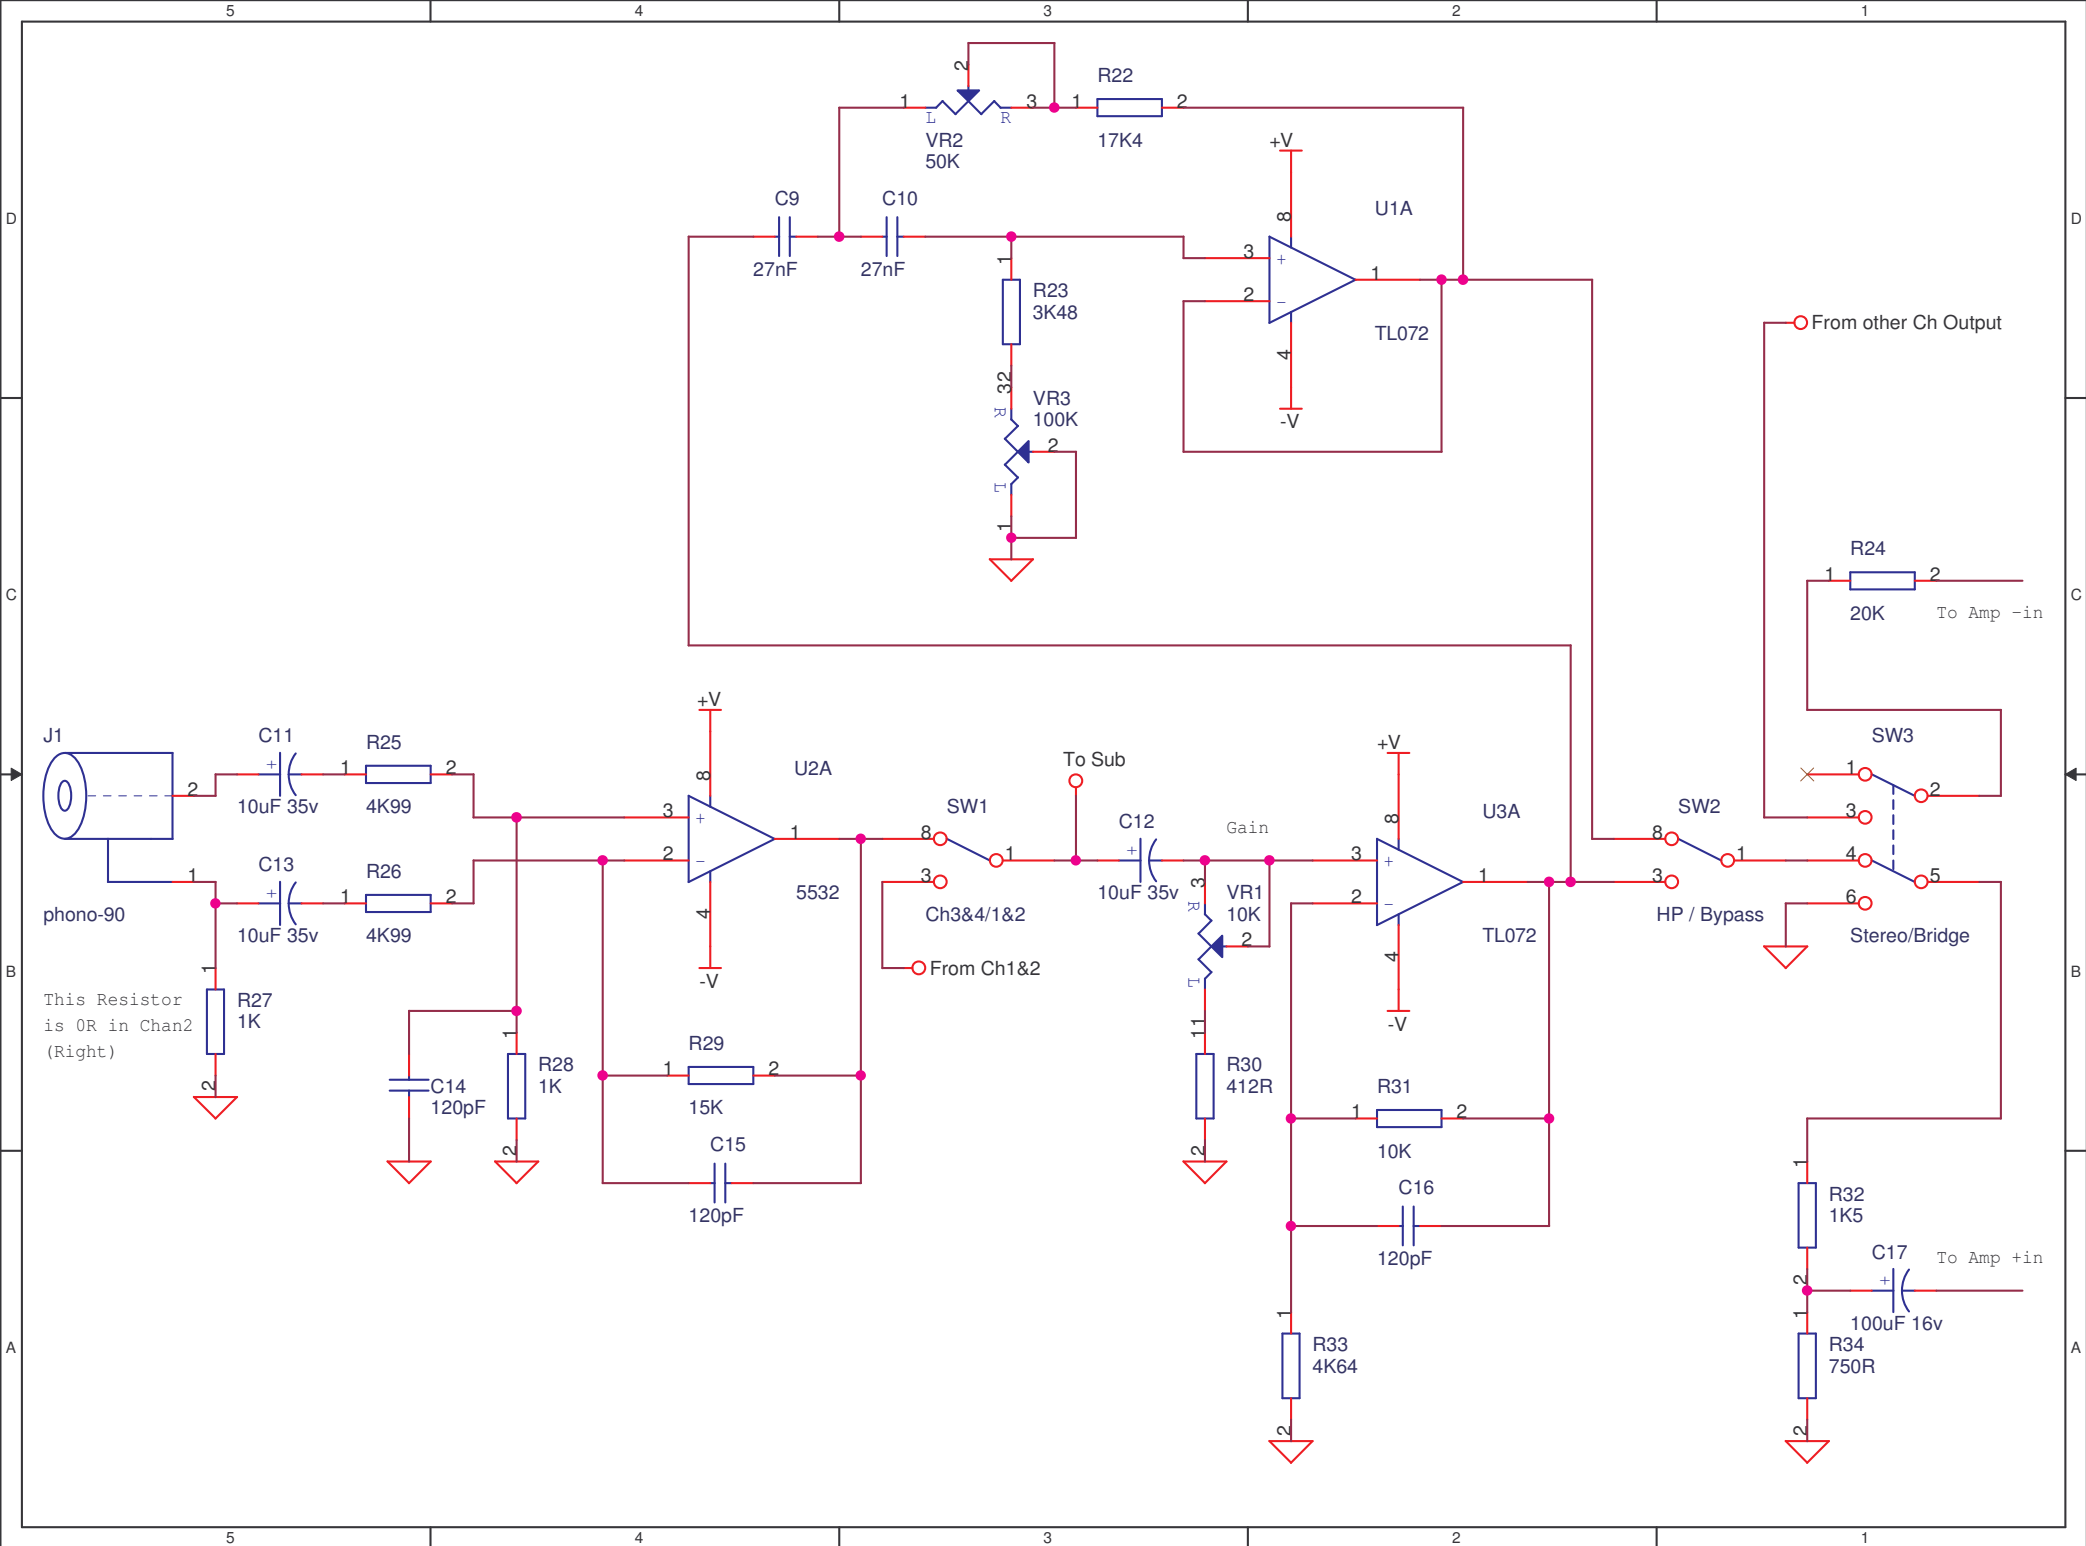 5 4 3 2 1
D D
C C
B B
A A
2
1 3 1 2
L R
R22
VR2
50K
17K4
+V
C9 C10
27nF 27nF
8
U1A
3
+
2
−
1
TL072
4
-V
1
R23
3K48
32
R
VR3
100K
2
L
1
From other Ch Output
R24
1 2
20K
To Amp -in
J1
phono-90
2
1
C11
+
10uF 35v
R25
1 2
4K99
C13
+
10uF 35v
R26
1 2
4K99
1
R27
1K
2
This Resistor
is 0R in Chan2
(Right)
C14
120pF
1
R28
1K
2
+V
8
U2A
3
+
2
−
1
5532
4
-V
R29
1 2
15K
C15
120pF
SW1
8
1
3
Ch3&4/1&2
From Ch1&2
To Sub
C12
+
10uF 35v
Gain
3
R
VR1
10K
2
L
11
R30
412R
2
+V
8
U3A
3
+
2
−
1
TL072
4
-V
R31
1 2
10K
C16
120pF
1
R33
4K64
2
SW2
8
1
3
HP / Bypass
SW3
1
2
3
4
5
6
Stereo/Bridge
1
R32
1K5
2
C17
+
100uF 16v
To Amp +in
1
R34
750R
2
5 4 3 2 1